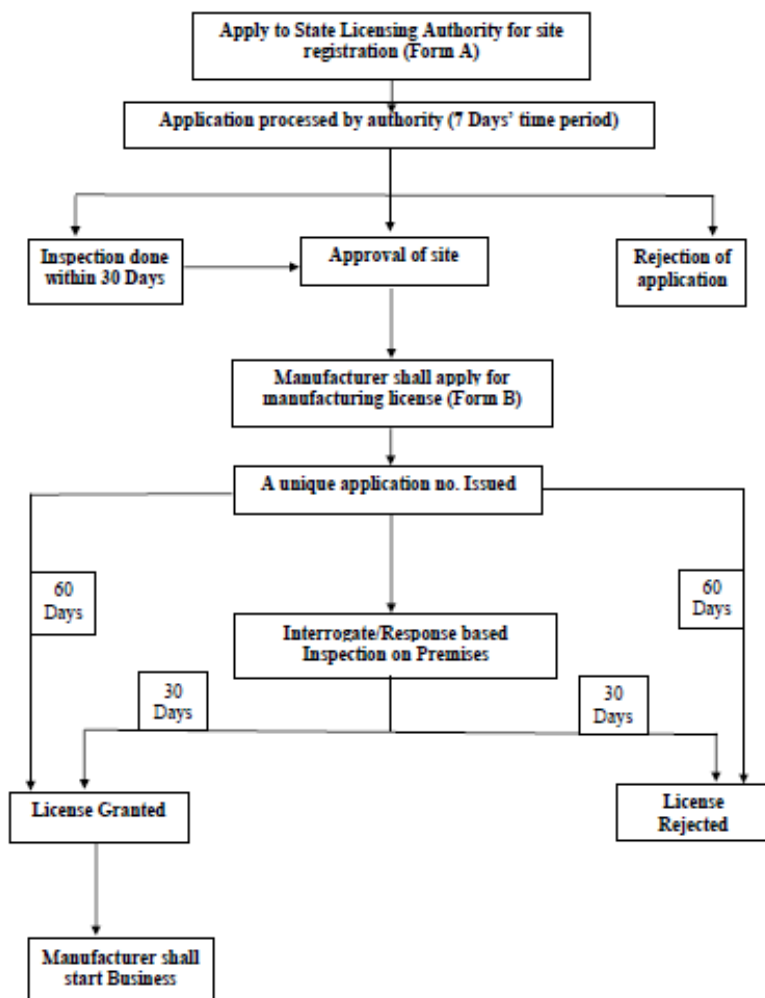 Apply to State Licensing Authority for site
registration (Form A)
Application processed by authority (7 Days' time period)
Inspection done
within 30 Days
Approval of site
Rejection of
application
Manufacturer shall apply for
manufacturing license (Form B)
A unique application no. Issued
60
Days
60
Days
Interrogate/Response based
Inspection on Premises
30
Days
30
Days
License Granted
License
Rejected
Manufacturer shall
start Business